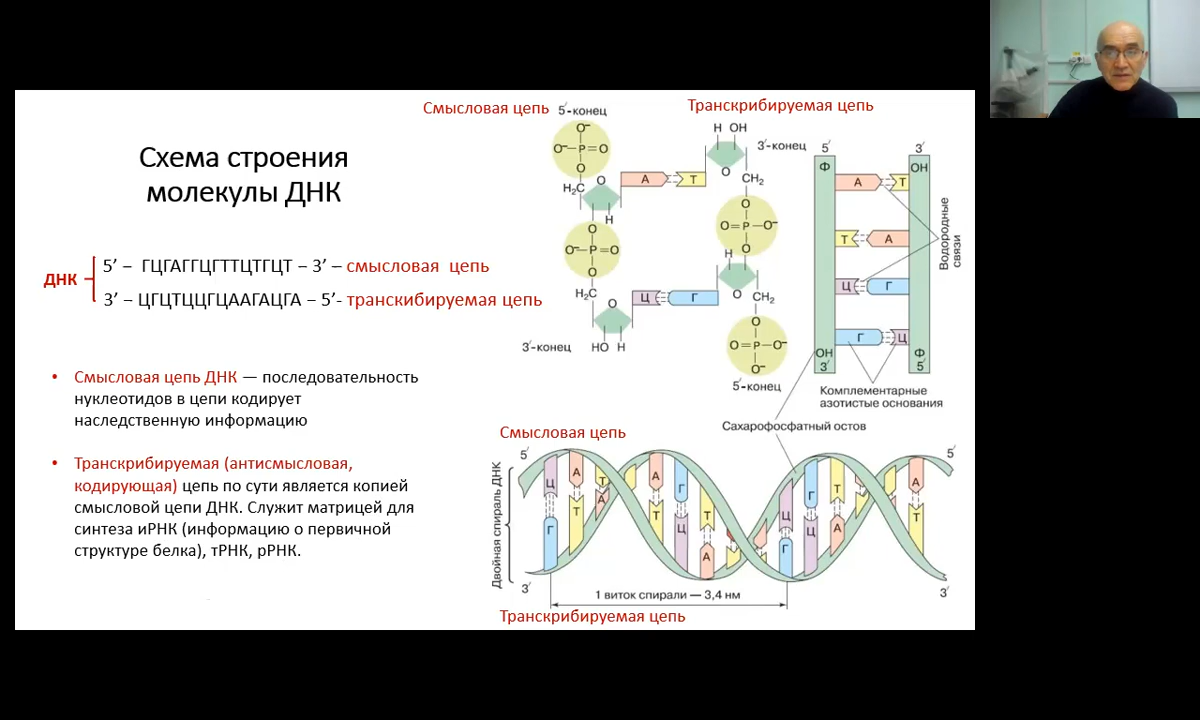 Схема строения
молекулы ДНК
ДНК
5’ – ГЦГАГГЦГТТЦТГЦТ – 3’ – смысловая цепь
3’ – ЦГЦТЦЦГЦААГАЦГА – 5’- транскибируемая цепь
• Смысловая цепь ДНК — последовательность
нуклеотидов в цепи кодирует
наследственную информацию
• Транскрибируемая (антисмысловая,
кодирующая) цепь по сути является копией
смысловой цепи ДНК. Служит матрицей для
синтеза иРНК (информацию о первичной
структуре белка), тРНК, рРНК.
Смысловая цепь
5′-конец
Транскрибируемая цепь
3′-конец
O⁻
O⁻ P O
O
H₂C
O
H
А Т
H OH
O
CH₂
O
O⁻ P O
O
H₂C
O
HO H
3′-конец
Ц Г
O
O P O⁻
O
H
O
CH₂
O
O P O⁻
O⁻
5′-конец
5′ 3′
Ф OH
А Т
Т А
Ц Г
Г Ц
OH Ф
3′ 5′
Водородные
связи
Комплементарные
азотистые основания
Сахарофосфатный остов
Смысловая цепь
5′ 5′
Двойная спираль ДНК
Ц А Т А Г Г Т А
Г Т А Т Ц Т А Ц Г Ц А Т
3′ 3′
1 виток спирали — 3,4 нм
Транскрибируемая цепь